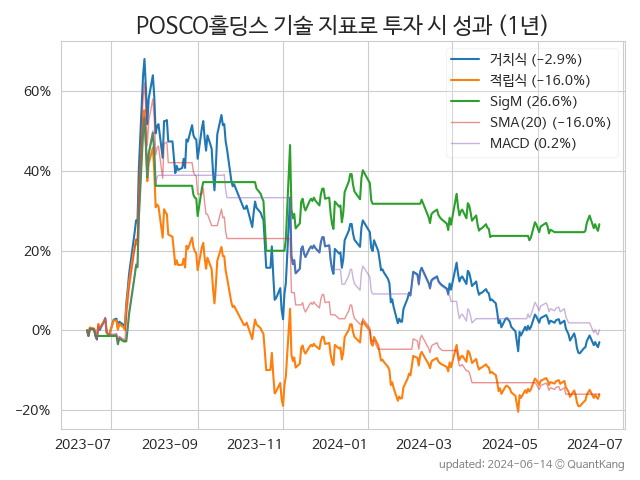 POSCO홀딩스 기술 지표로 투자 시 성과 (1년)
거치식 (−2.9%)
적립식 (−16.0%)
SigM (26.6%)
SMA(20) (−16.0%)
MACD (0.2%)
60%
40%
20%
0%
−20%
2023-07 2023-09 2023-11 2024-01 2024-03 2024-05 2024-07
updated: 2024-06-14 ⓒ QuantKang